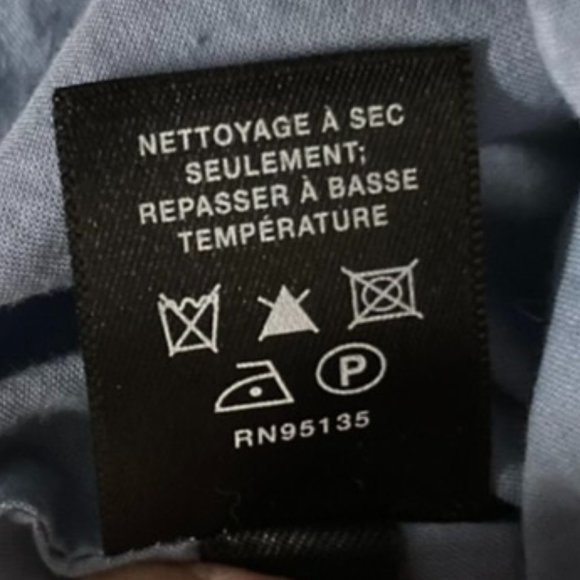 NETTOYAGE À SEC
SEULEMENT;
REPASSER À BASSE
TEMPÉRATURE
P
RN95135